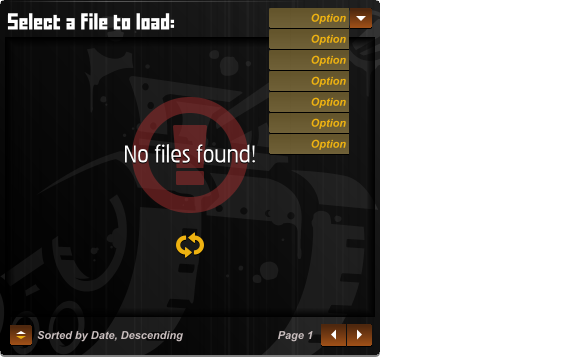 Select a file to load:
Option
Option
Option
Option
Option
Option
Option
No files found!
Sorted by Date, Descending
Page 1